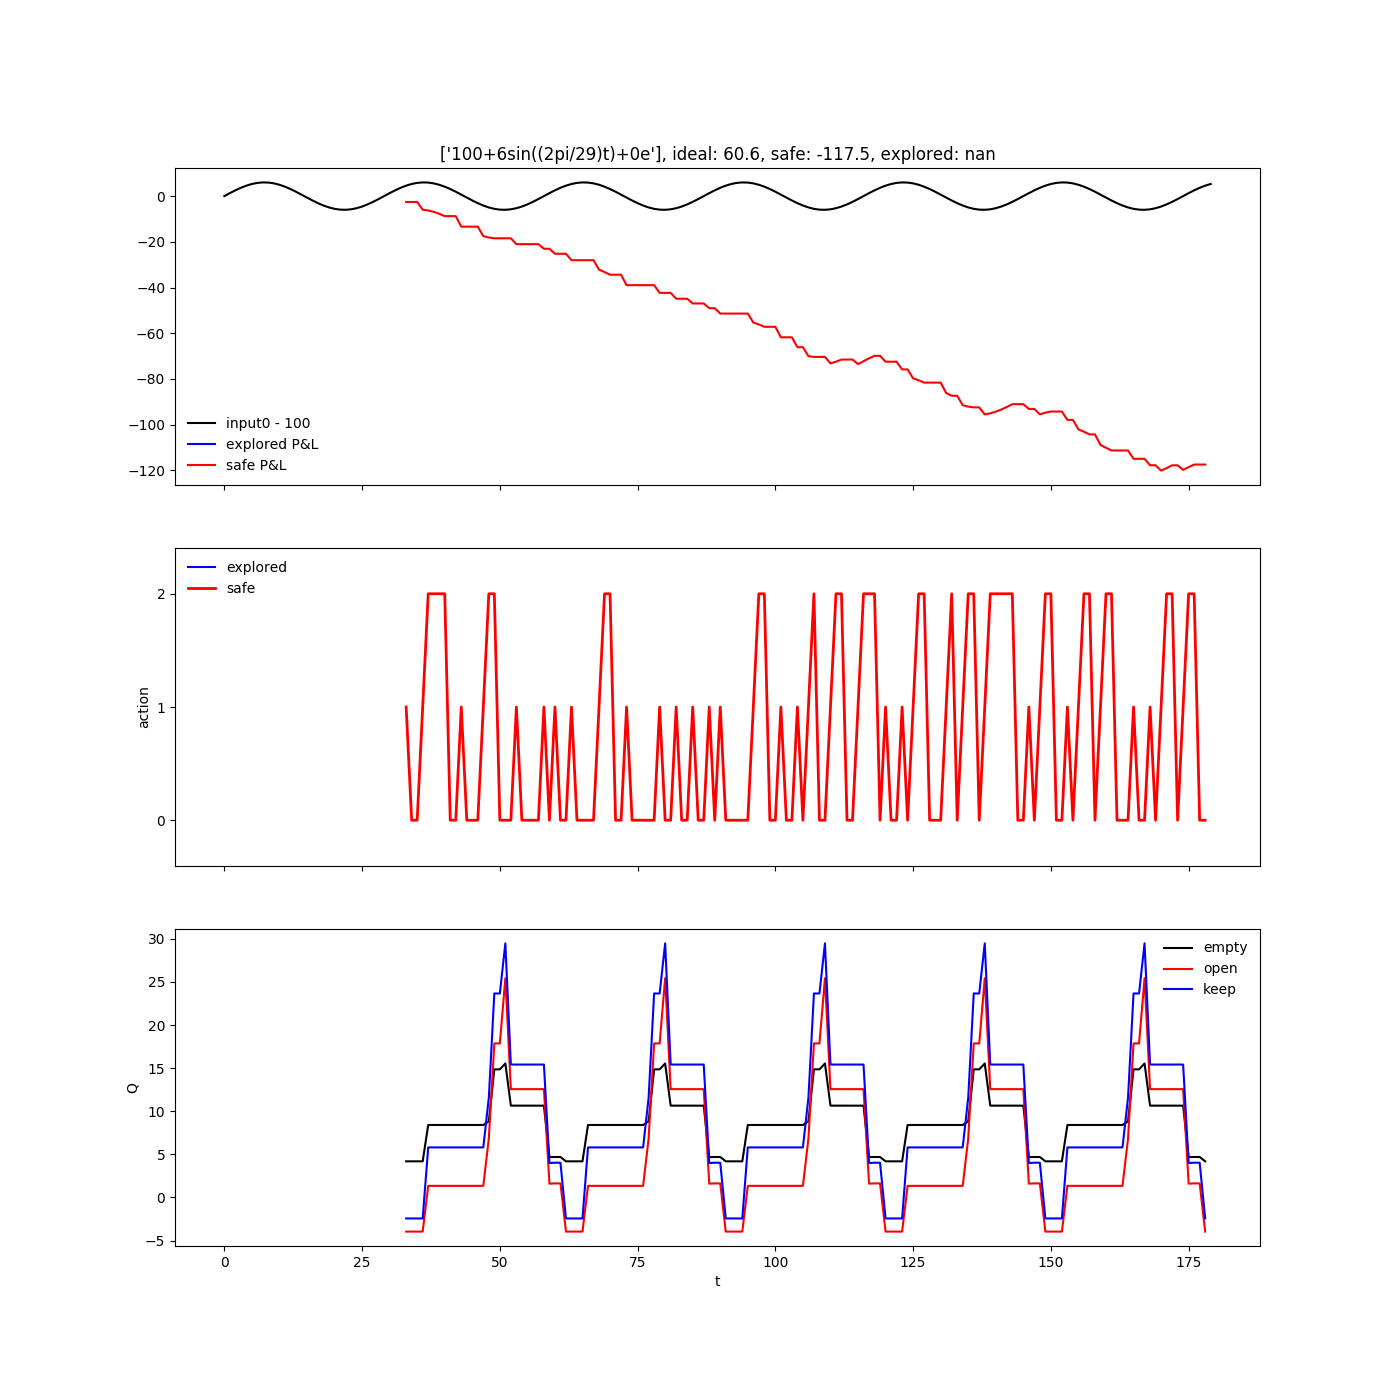 ['100+6sin((2pi/29)t)+0e'], ideal: 60.6, safe: -117.5, explored: nan
0
−20
−40
−60
−80
−100
−120
input0 - 100
explored P&L
safe P&L
explored
safe
2
1
0
action
30
25
20
15
10
5
0
−5
Q
empty
open
keep
0 25 50 75 100 125 150 175
t